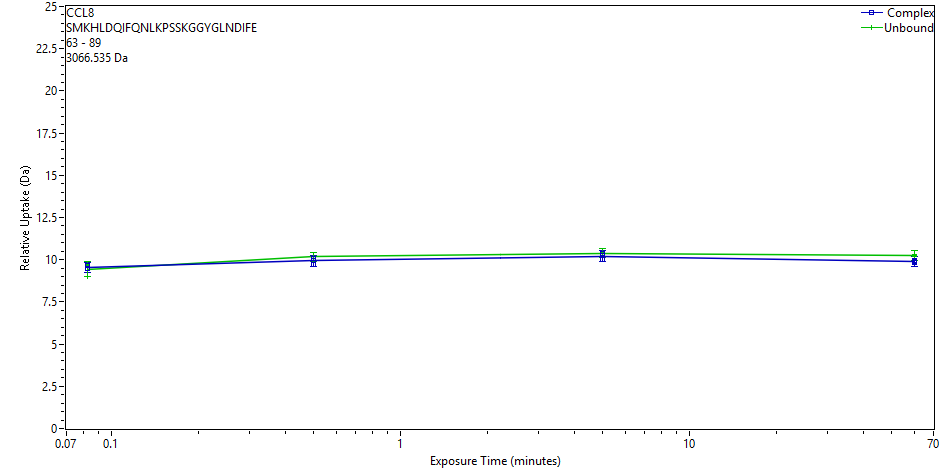 CCL8
SMKHLDQIFQNLKPSSKGGYGLNDIFE
63 - 89
3066.535 Da
Complex
Unbound
25
22.5
20
17.5
15
12.5
10
7.5
5
2.5
0
Relative Uptake (Da)
0.07 0.1 1 10 70
Exposure Time (minutes)